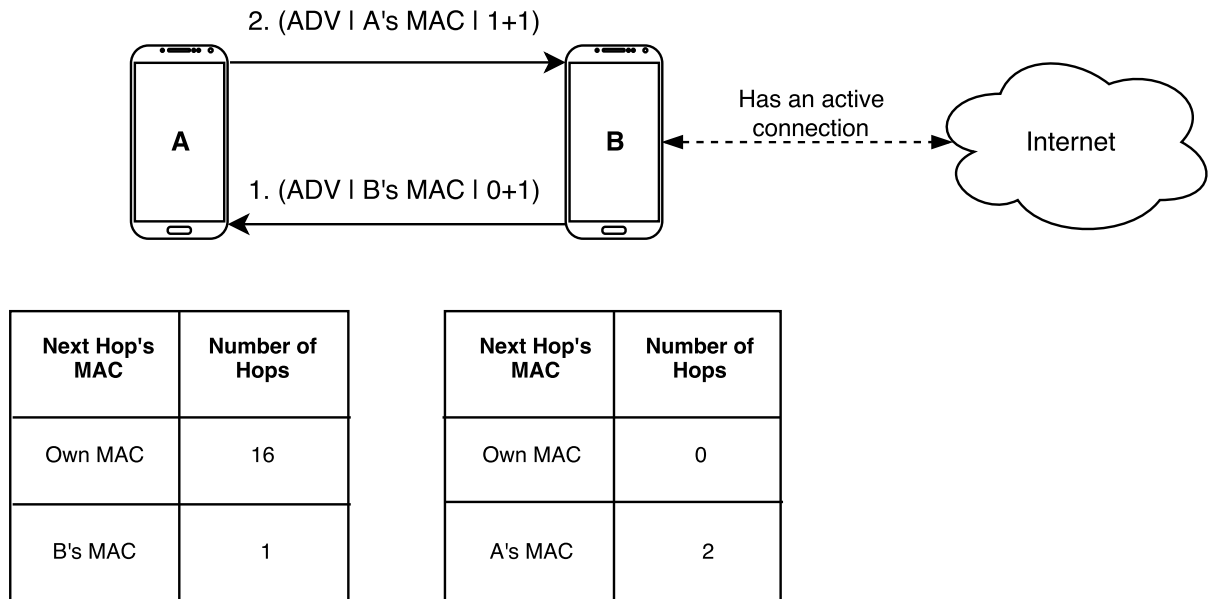 2. (ADV | A's MAC | 1+1)
A
B
Has an active
connection
Internet
1. (ADV | B's MAC | 0+1)
Next Hop's
MAC
Number of
Hops
Own MAC
16
B's MAC
1
Next Hop's
MAC
Number of
Hops
Own MAC
0
A's MAC
2